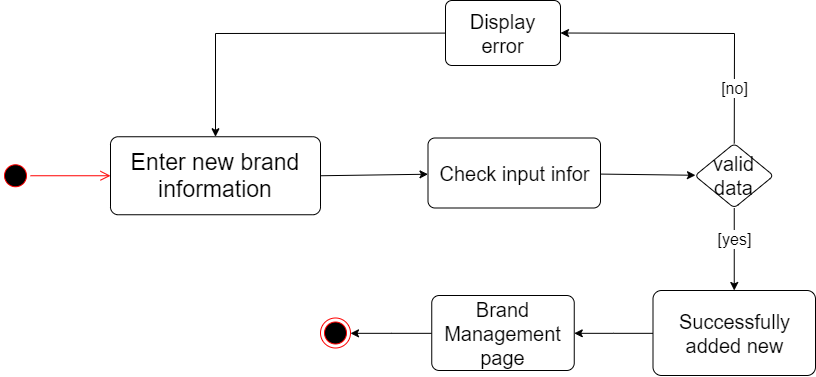 Display
error
[no]
Enter new brand
information
Check input infor
valid
data
[yes]
Brand
Management
page
Successfully
added new